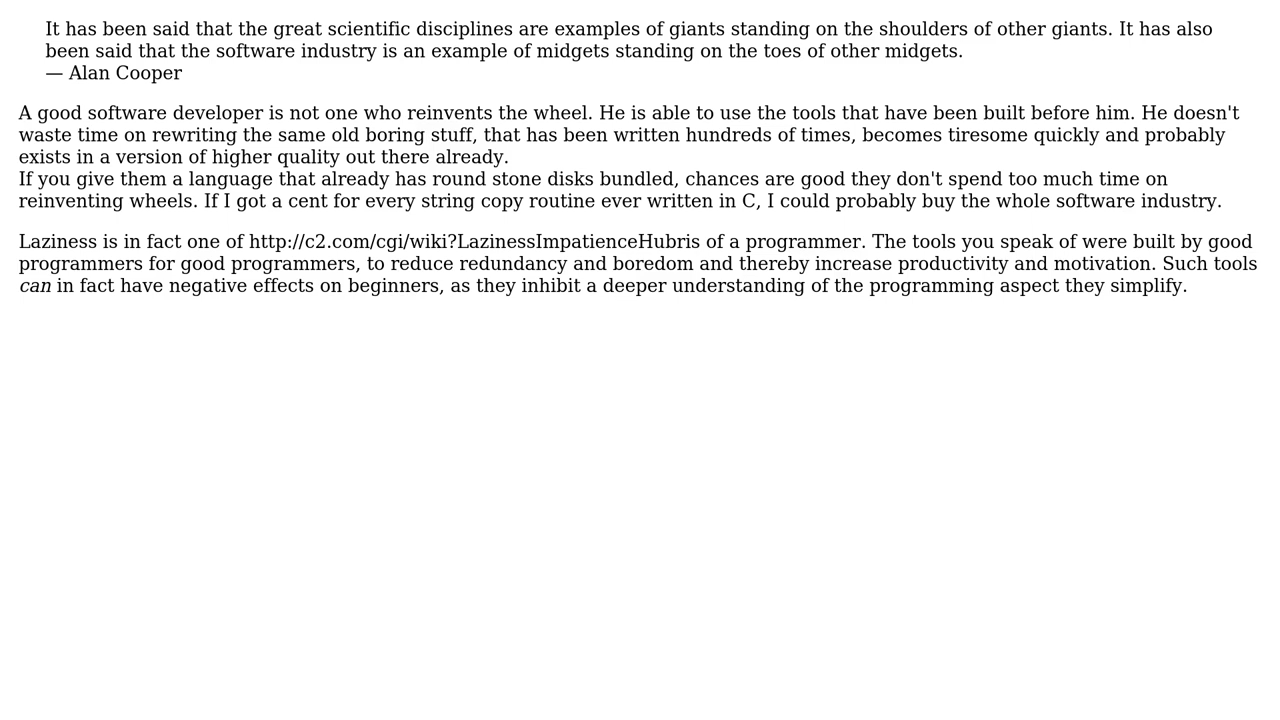 It has been said that the great scientific disciplines are examples of giants standing on the shoulders of other giants. It has also
been said that the software industry is an example of midgets standing on the toes of other midgets.
— Alan Cooper
A good software developer is not one who reinvents the wheel. He is able to use the tools that have been built before him. He doesn't
waste time on rewriting the same old boring stuff, that has been written hundreds of times, becomes tiresome quickly and probably
exists in a version of higher quality out there already.
If you give them a language that already has round stone disks bundled, chances are good they don't spend too much time on
reinventing wheels. If I got a cent for every string copy routine ever written in C, I could probably buy the whole software industry.
Laziness is in fact one of http://c2.com/cgi/wiki?LazinessImpatienceHubris of a programmer. The tools you speak of were built by good
programmers for good programmers, to reduce redundancy and boredom and thereby increase productivity and motivation. Such tools
can in fact have negative effects on beginners, as they inhibit a deeper understanding of the programming aspect they simplify.